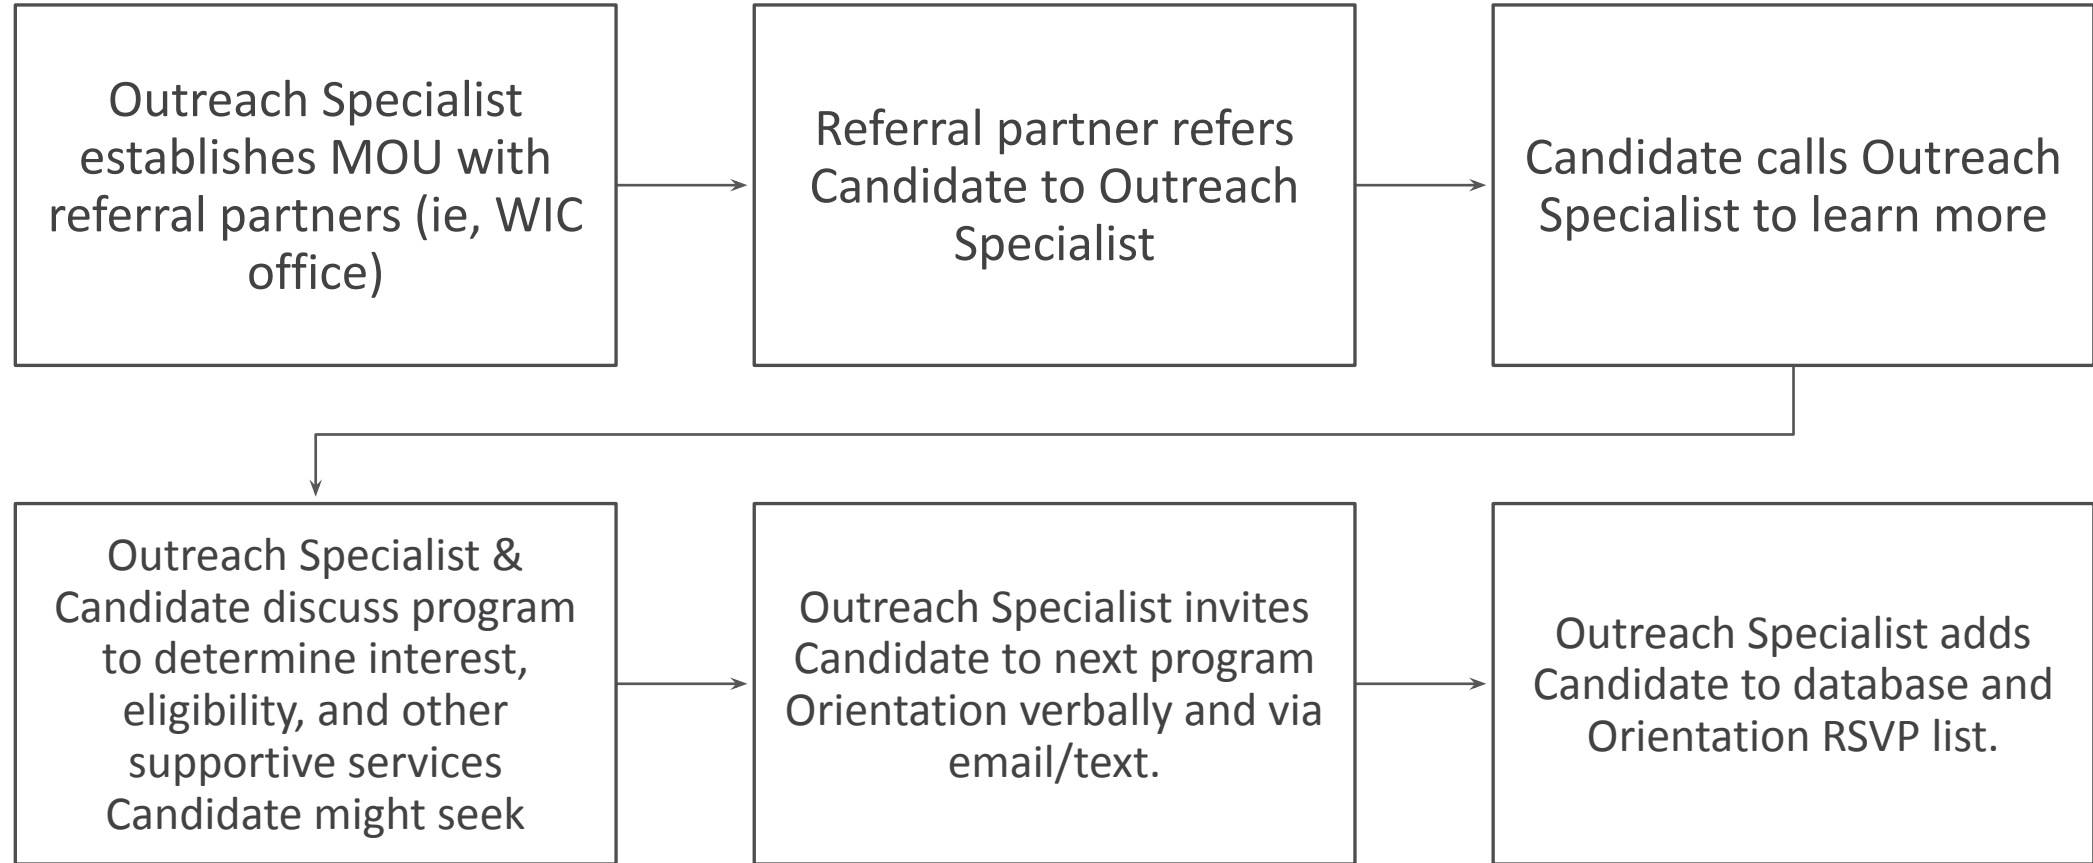 Outreach Specialist
establishes MOU with
referral partners (ie, WIC
office)
Referral partner refers
Candidate to Outreach
Specialist
Candidate calls Outreach
Specialist to learn more
Outreach Specialist &
Candidate discuss program
to determine interest,
eligibility, and other
supportive services
Candidate might seek
Outreach Specialist invites
Candidate to next program
Orientation verbally and via
email/text.
Outreach Specialist adds
Candidate to database and
Orientation RSVP list.